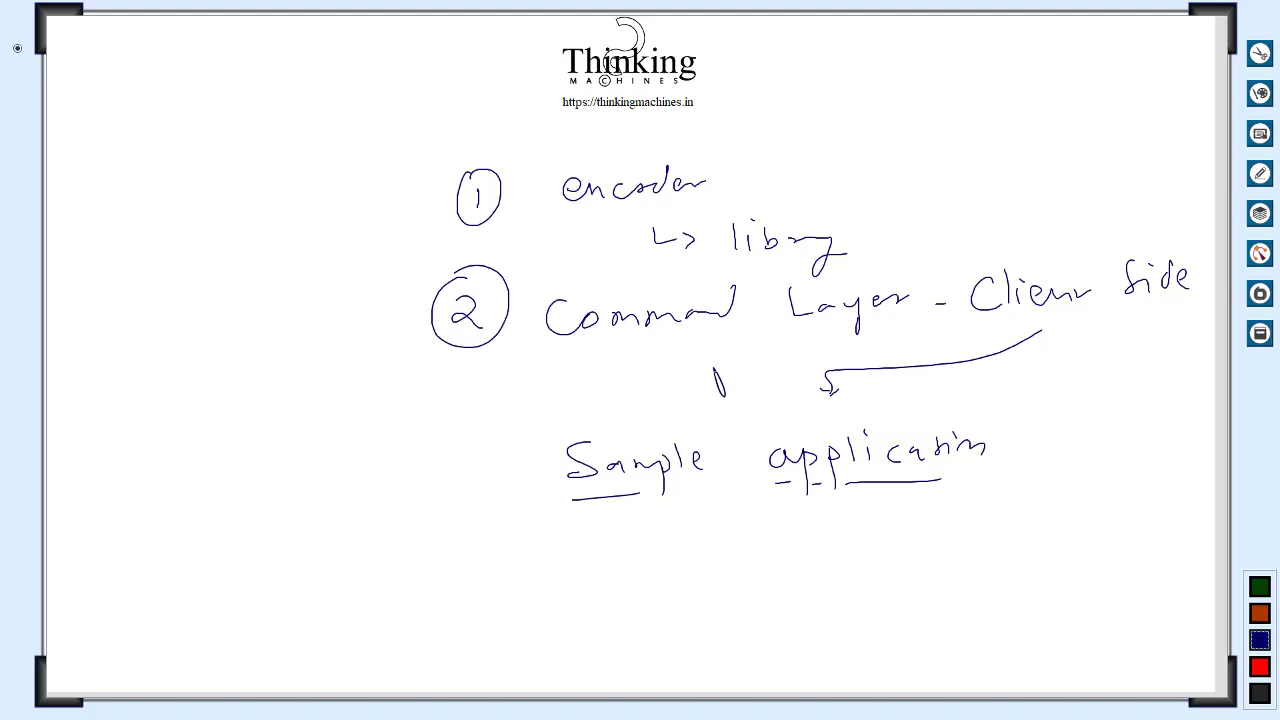 Thinking
MACHINES
https://thinkingmachines.in
1 encoder
↳ library
2 Command Layer - Client side
Sample application